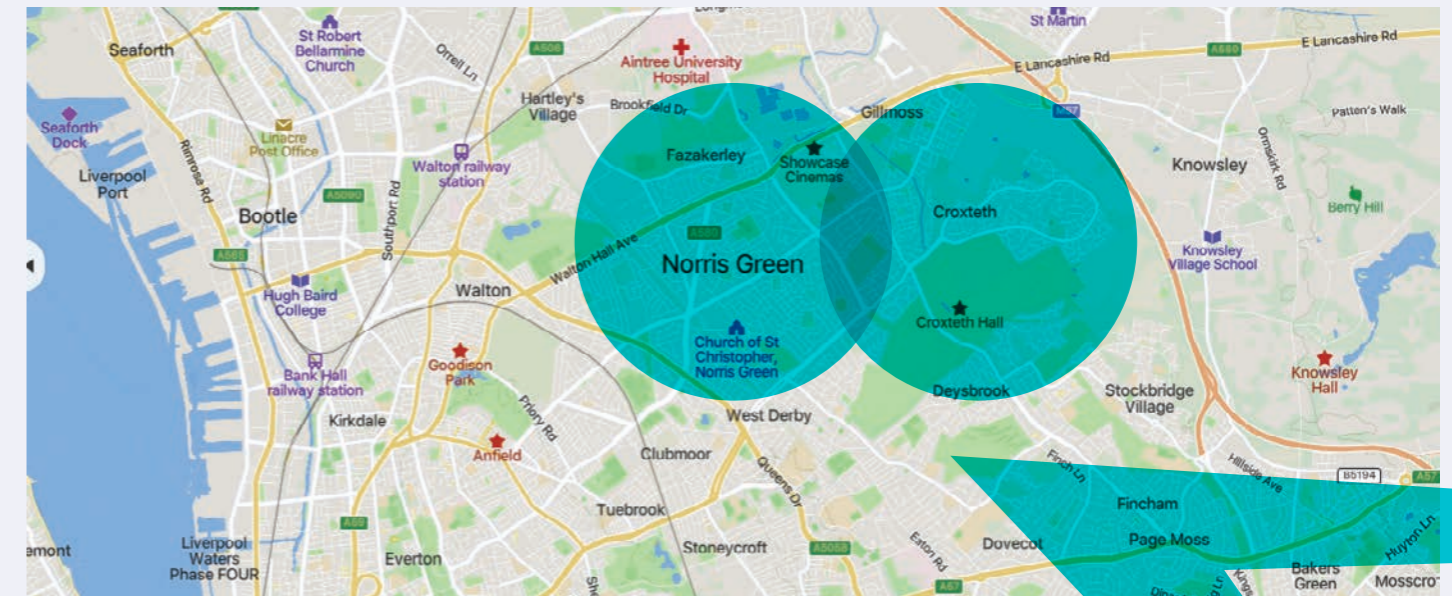 St Martin
Seaforth
St Robert
Bellarmine
Church
Orrell Ln
A506
Aintree University
Hospital
A580
E Lancashire Rd
E Lancashire Rd
Hartley's
Village
Brookfield Dr
Gillmoss
M57
Patten's Walk
Seaforth
Dock
Linacre
Post Office
Rimrose Rd
Walton railway
station
Fazakerley
Showcase
Cinemas
Knowsley
Ormskirk Rd
Liverpool
Port
A5090
Southport Rd
Bootle
Croxteth
Berry Hill
A580
Walton Hall Ave
Norris Green
Knowsley
Village School
A565
Hugh Baird
College
Walton
Croxteth Hall
Church of St
Christopher,
Norris Green
Goodison
Park
Bank Hall
railway station
Knowsley
Hall
Deysbrook
Stockbridge
Village
Kirkdale
Priory Rd
West Derby
Anfield
Clubmoor
Queens Dr
Finch Ln
Hillside Ave
B5194
A57
Fincham
Tuebrook
A59
Page Moss
Huyton Ln
Dovecot
Eaton Rd
Stoneycroft
A5058
Liverpool
Waters
Phase FOUR
Everton
A57
Bakers
Green